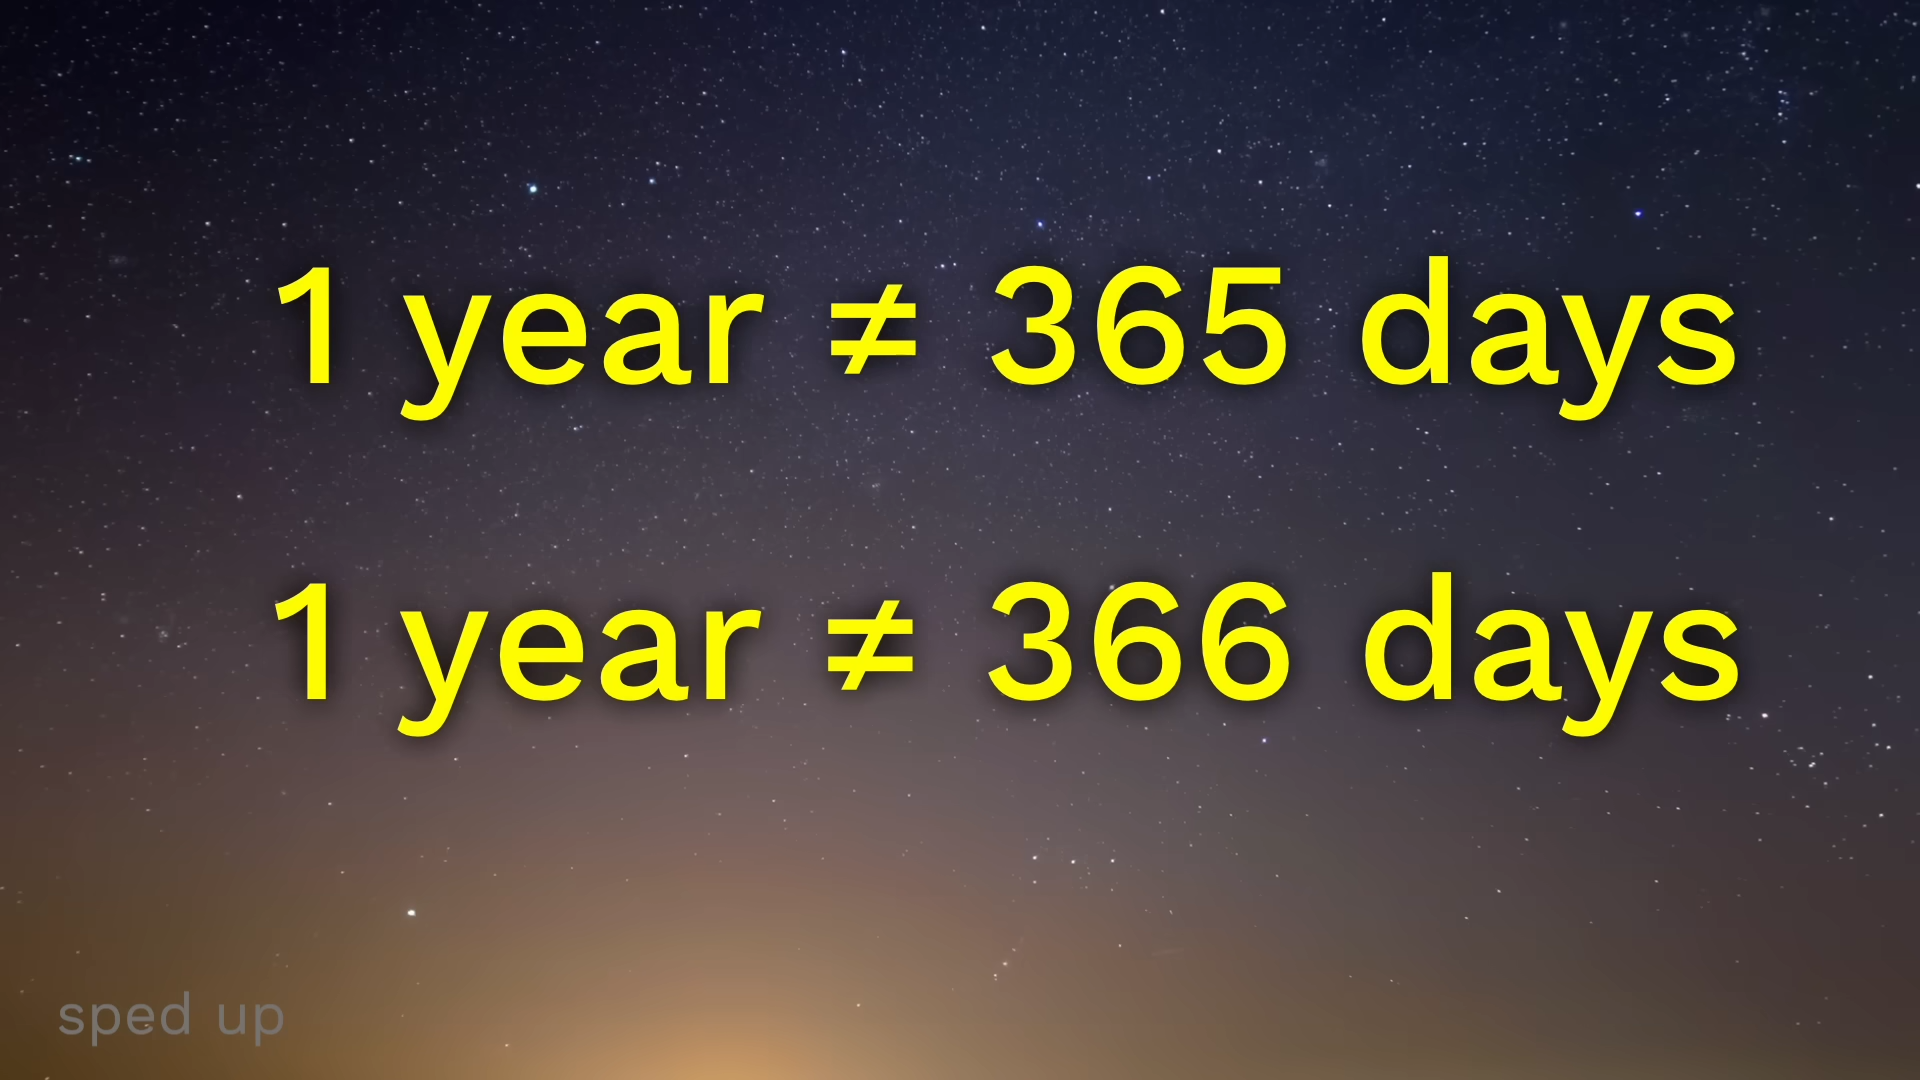 1 year ≠ 365 days
1 year ≠ 366 days
sped up